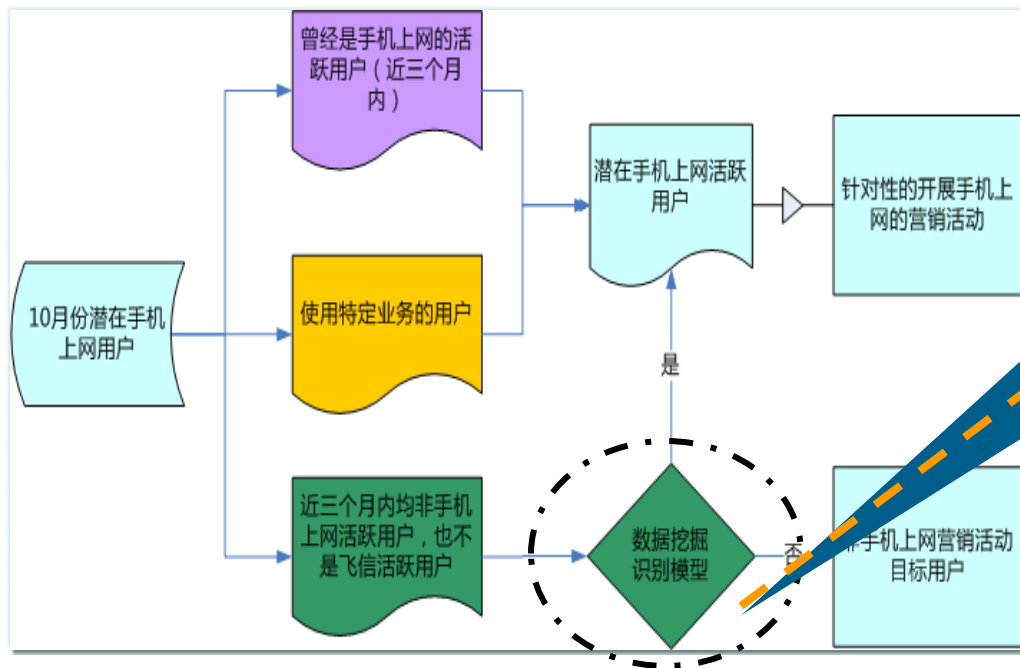 曾经是手机上网的活
跃用户（近三个月
内）
潜在手机上网活跃
用户
针对性的开展手机上
网的营销活动
10月份潜在手机
上网用户
使用特定业务的用户
是
近三个月内均非手机
上网活跃用户，也不
是飞信活跃用户
数据挖掘
识别模型
否
非手机上网营销活动
目标用户